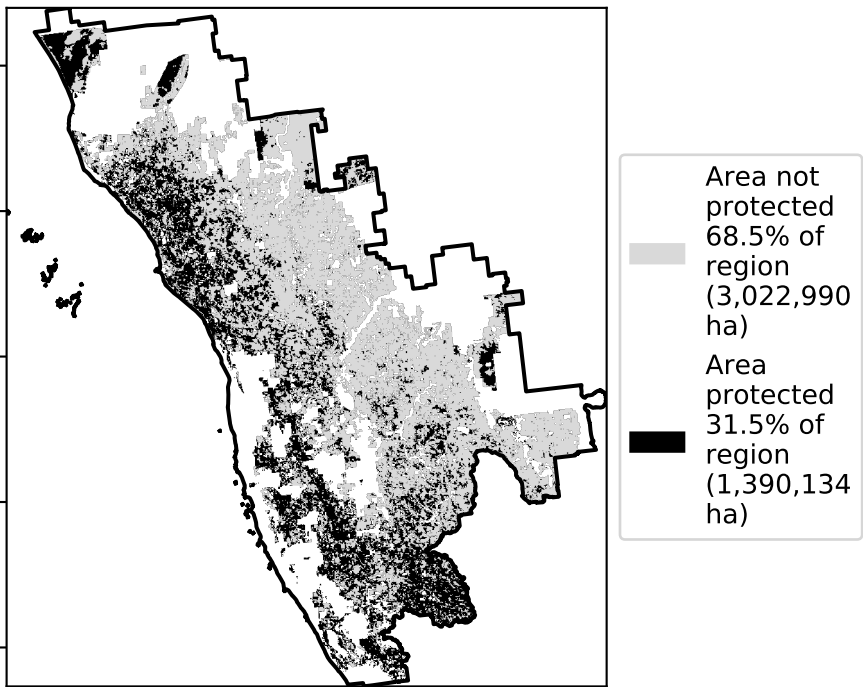 Area not
protected
68.5% of
region
(3,022,990
ha)
Area
protected
31.5% of
region
(1,390,134
ha)